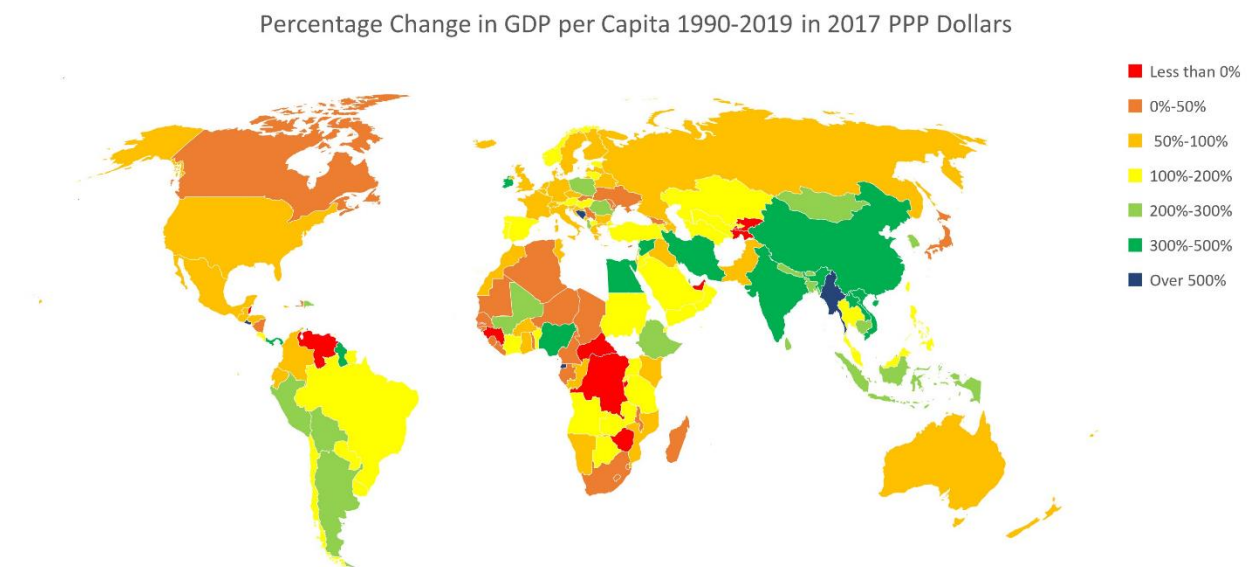 Percentage Change in GDP per Capita 1990-2019 in 2017 PPP Dollars
Less than 0%
0%-50%
50%-100%
100%-200%
200%-300%
300%-500%
Over 500%